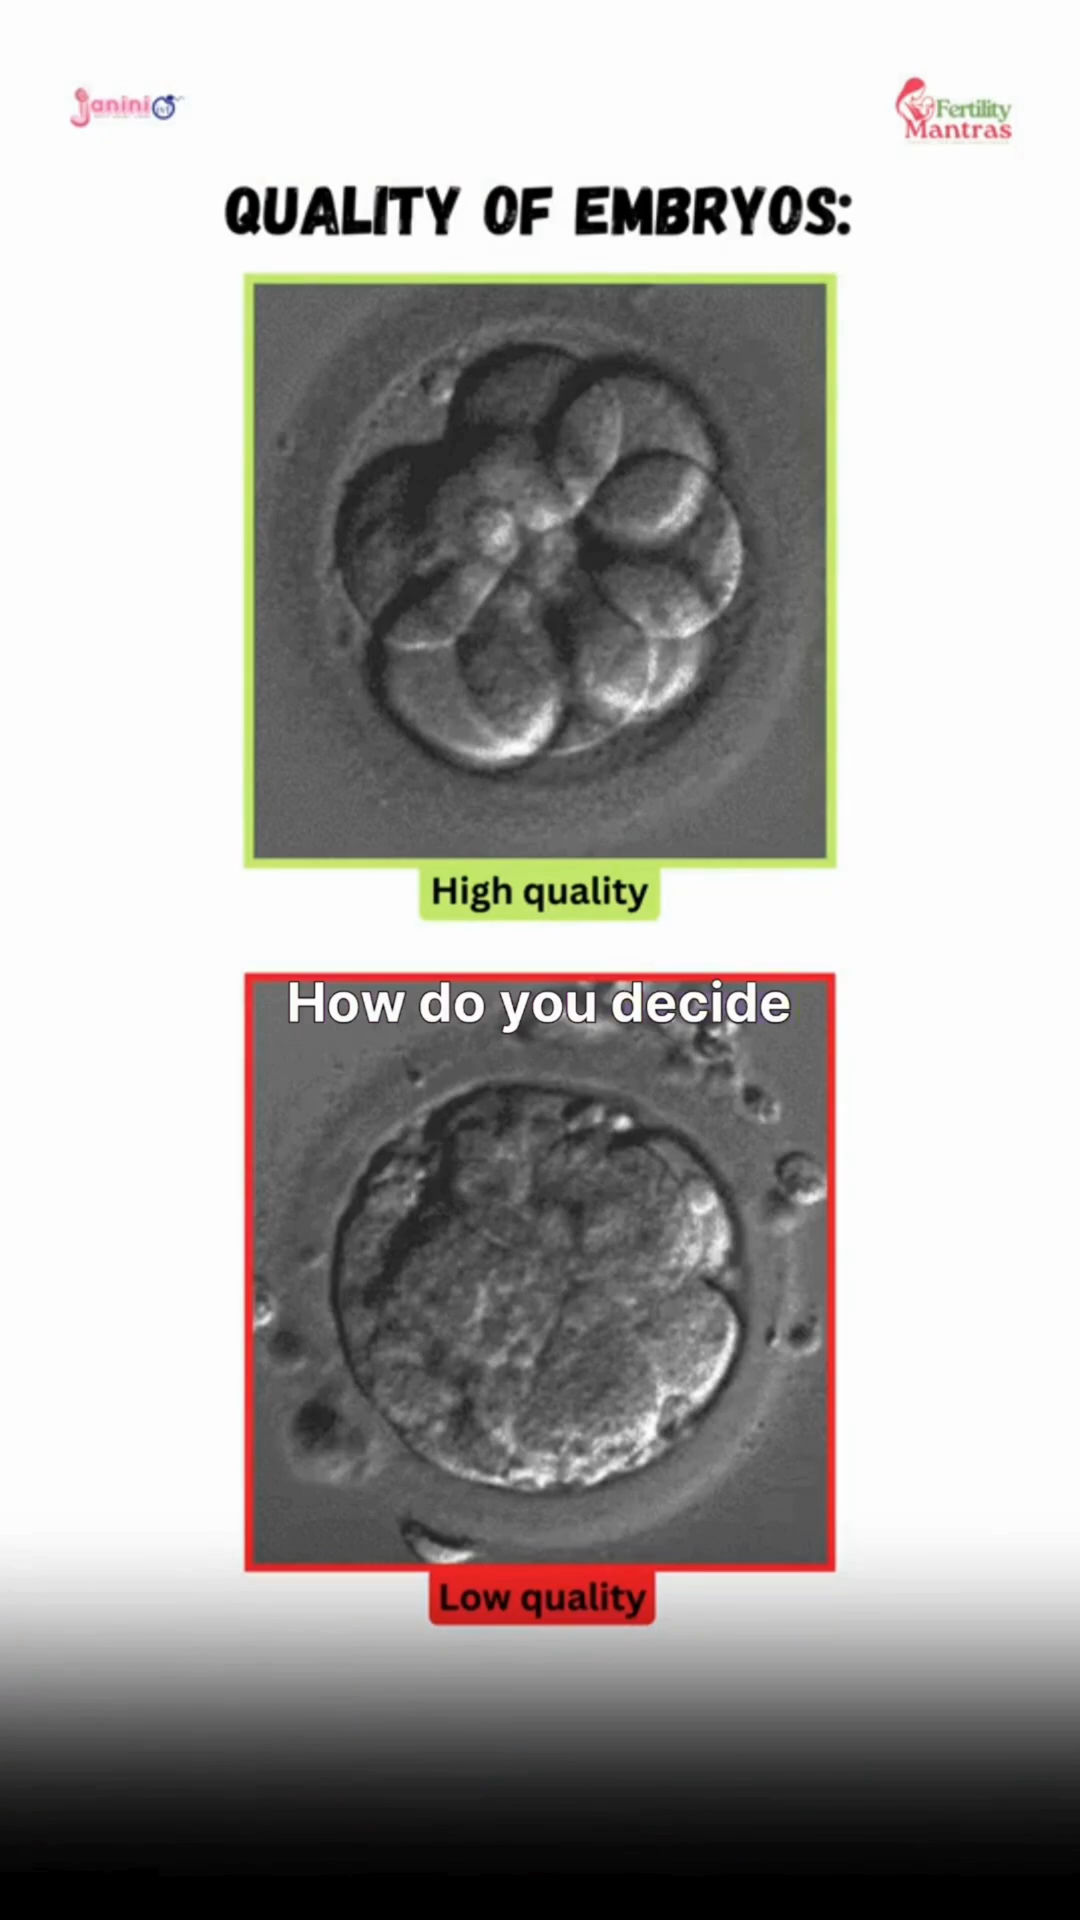 Janini
Fertility
Mantras
QUALITY OF EMBRYOS:
High quality
How do you decide
Low quality